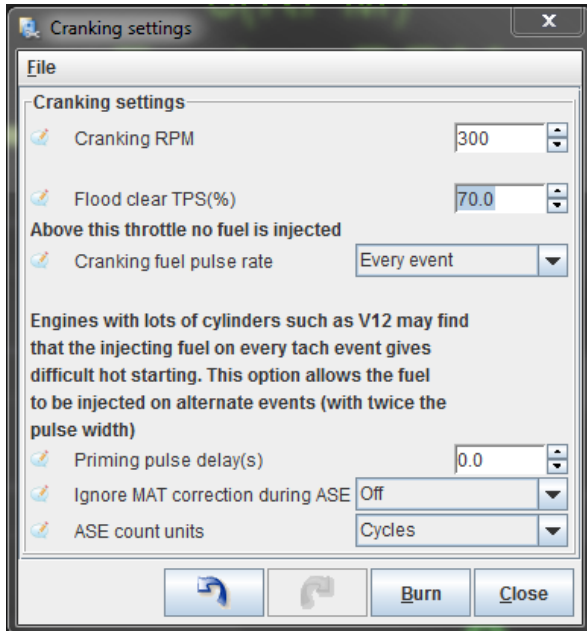 Cranking settings
x
File
Cranking settings
Cranking RPM 300
Flood clear TPS(%) 70.0
Above this throttle no fuel is injected
Cranking fuel pulse rate Every event
Engines with lots of cylinders such as V12 may find
that the injecting fuel on every tach event gives
difficult hot starting. This option allows the fuel
to be injected on alternate events (with twice the
pulse width)
Priming pulse delay(s) 0.0
Ignore MAT correction during ASE Off
ASE count units Cycles
Burn Close